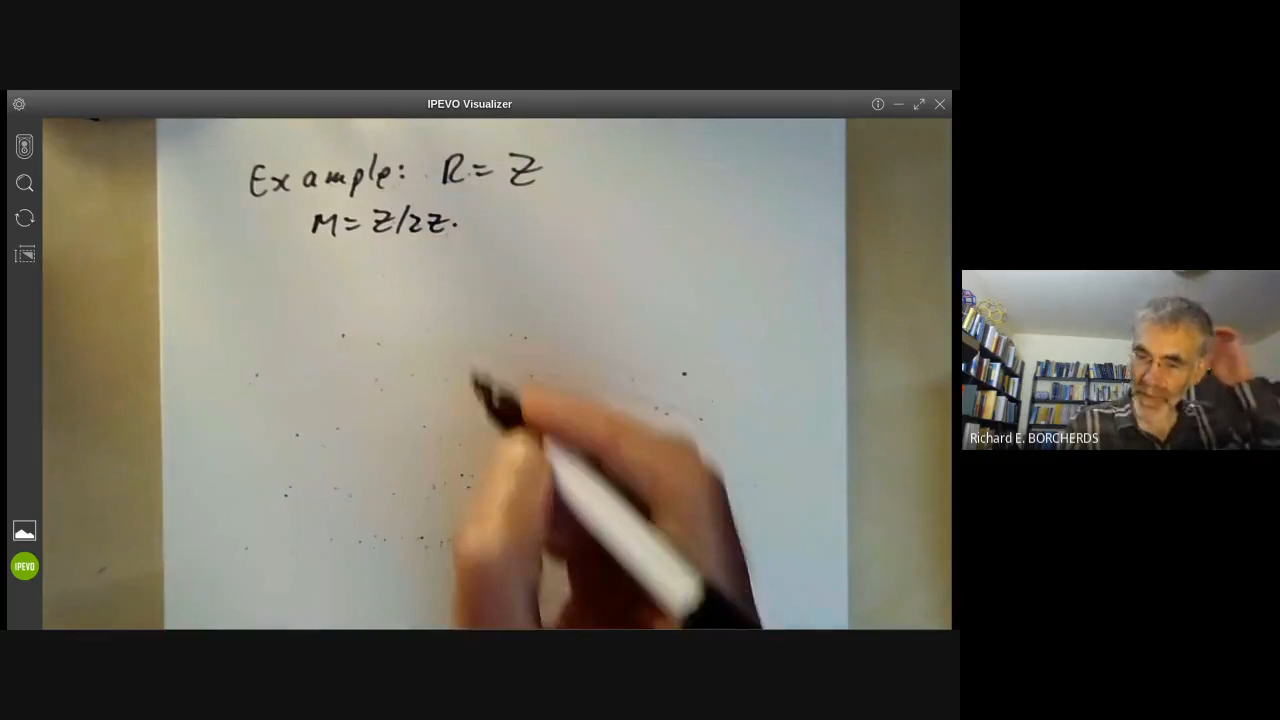 IPEVO Visualizer
Example: R = Z
M = Z/2Z.
Richard E. BORCHERDS
IPEVO